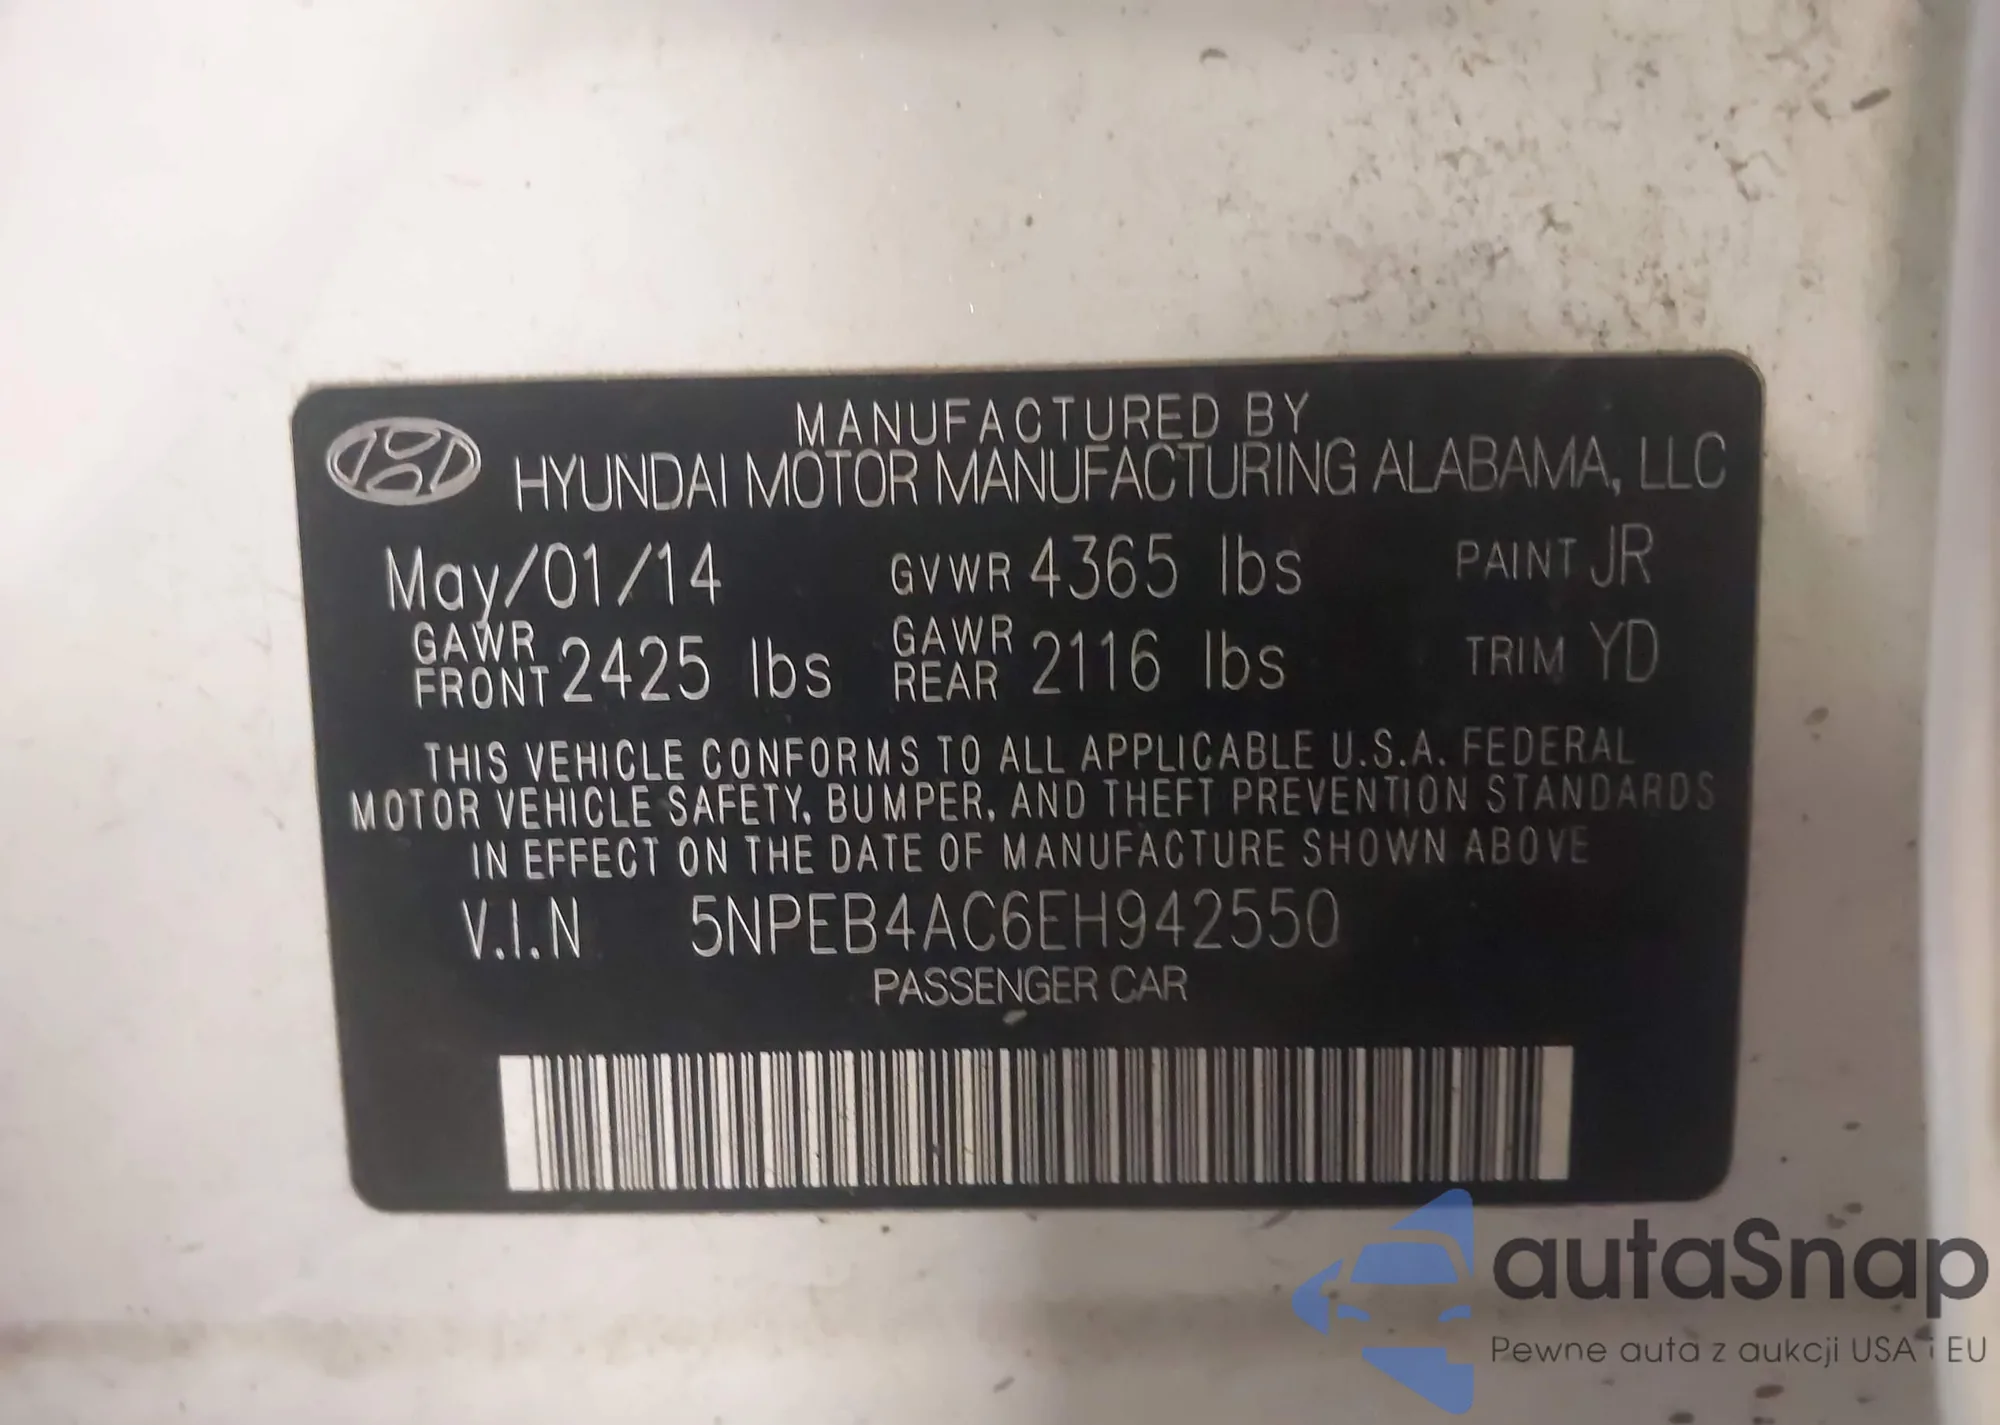 MANUFACTURED BY
HYUNDAI MOTOR MANUFACTURING ALABAMA, LLC
May/01/14 GVWR 4365 lbs PAINT JR
GAWR FRONT 2425 lbs GAWR REAR 2116 lbs TRIM YD
THIS VEHICLE CONFORMS TO ALL APPLICABLE U.S.A. FEDERAL
MOTOR VEHICLE SAFETY, BUMPER, AND THEFT PREVENTION STANDARDS
IN EFFECT ON THE DATE OF MANUFACTURE SHOWN ABOVE
V.I.N 5NPEB4AC6EH942550
PASSENGER CAR
autaSnap
Pewne auta z aukcji USA i EU